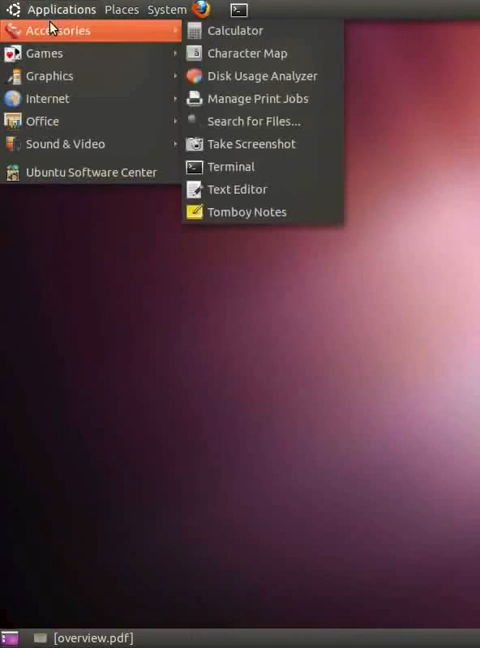 Applications Places System
Accessories
Games
Graphics
Internet
Office
Sound & Video
Ubuntu Software Center
Calculator
Character Map
Disk Usage Analyzer
Manage Print Jobs
Search for Files...
Take Screenshot
Terminal
Text Editor
Tomboy Notes
[overview.pdf]